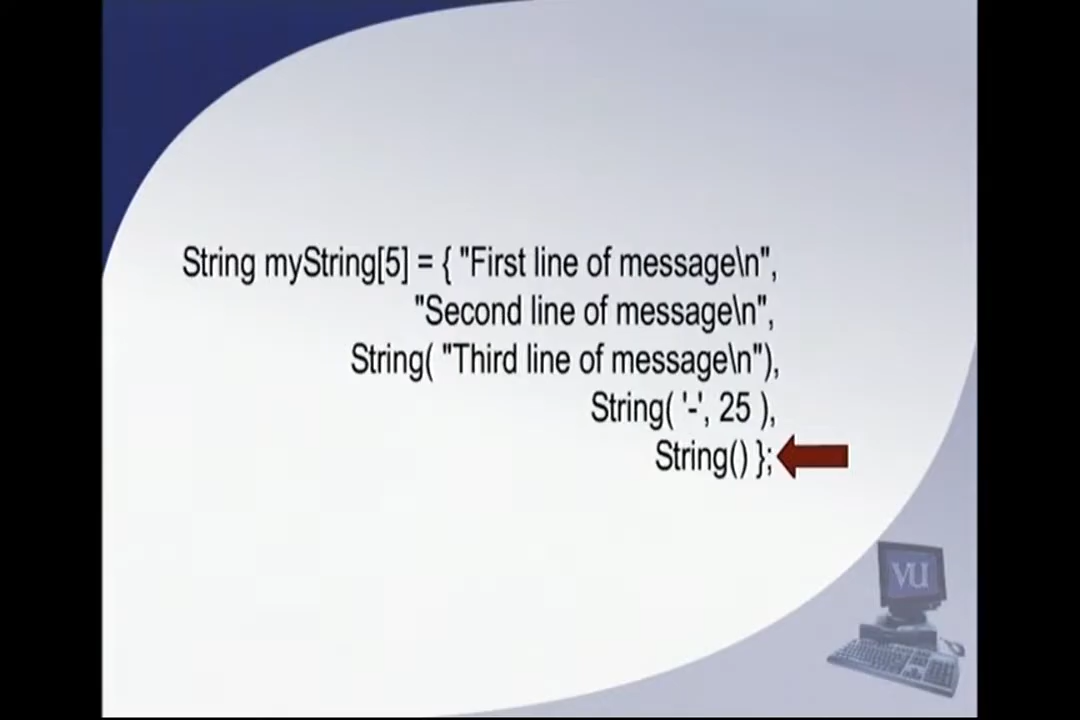 String myString[5] = { "First line of message\n",
"Second line of message\n",
String( "Third line of message\n"),
String( '-', 25 ),
String() };
VU